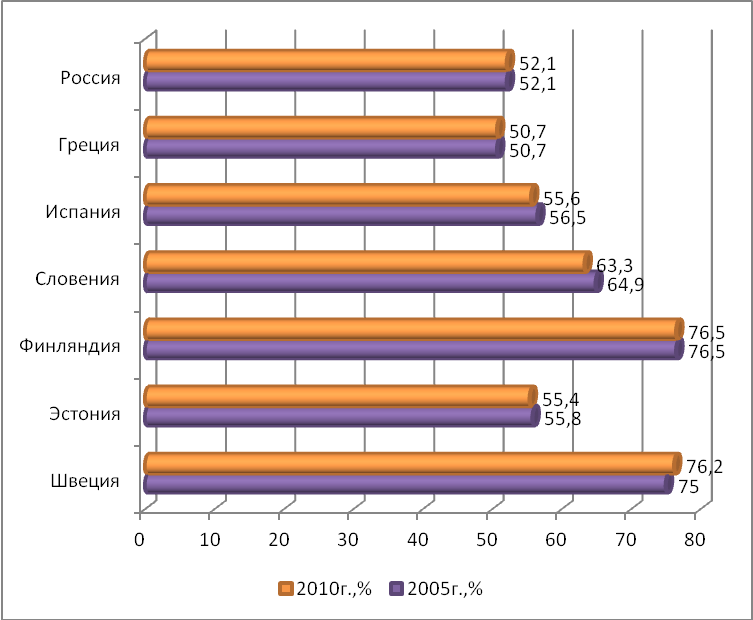 Россия
52,1
52,1
Греция
50,7
50,7
Испания
55,6
56,5
Словения
63,3
64,9
Финляндия
76,5
76,5
Эстония
55,4
55,8
Швеция
76,2
75
0 10 20 30 40 50 60 70 80
2010г.,% 2005г.,%